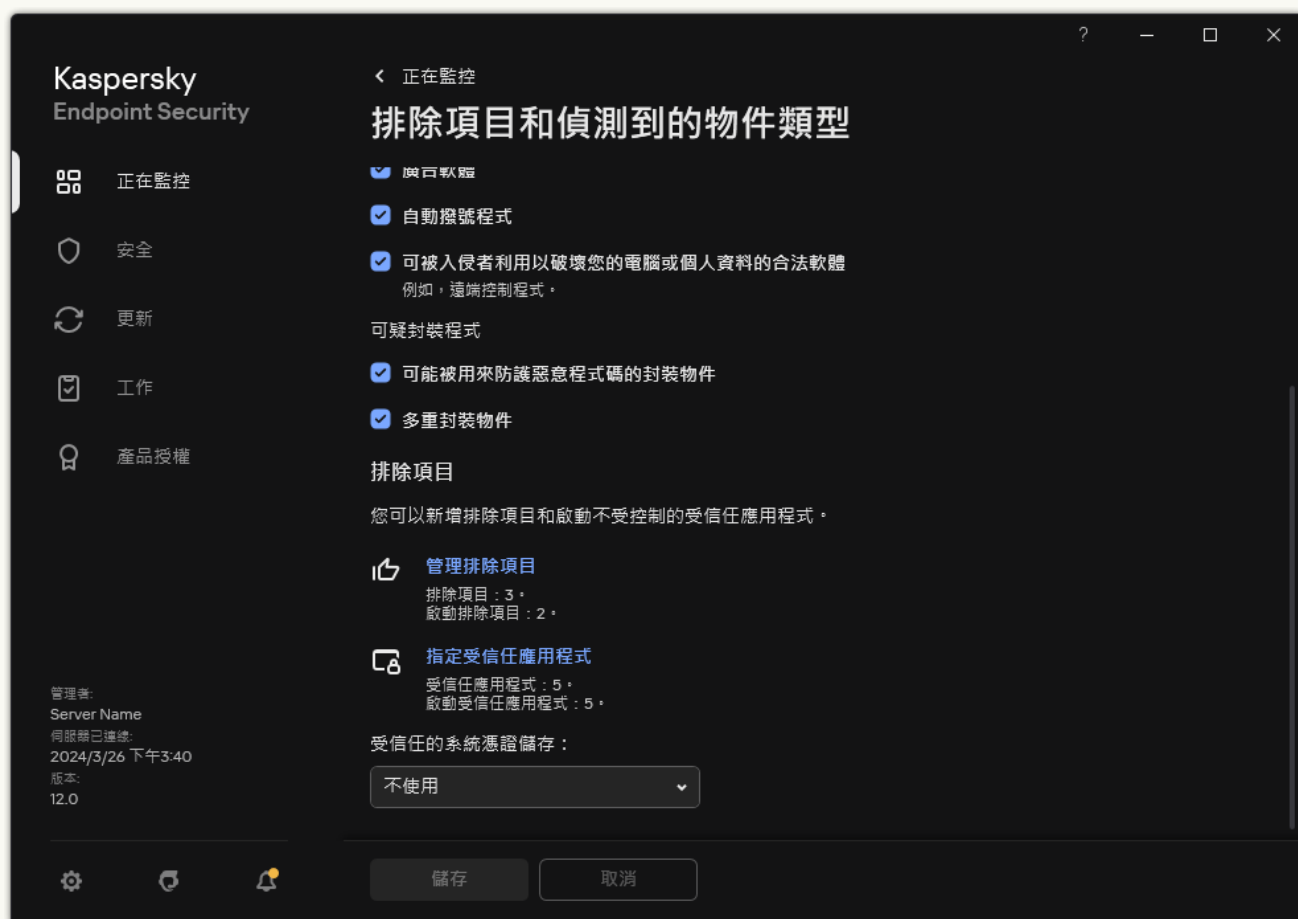 ?
Kaspersky
Endpoint Security
正在監控
安全
更新
工作
產品授權
管理者:
Server Name
伺服器已連線:
2024/3/26 下午3:40
版本:
12.0
正在監控
排除項目和偵測到的物件類型
廣告軟體
自動撥號程式
可被入侵者利用以破壞您的電腦或個人資料的合法軟體
例如，遠端控制程式。
可疑封裝程式
可能被用來防護惡意程式碼的封裝物件
多重封裝物件
排除項目
您可以新增排除項目和啟動不受控制的受信任應用程式。
管理排除項目
排除項目：3。
啟動排除項目：2。
指定受信任應用程式
受信任應用程式：5。
啟動受信任應用程式：5。
受信任的系統憑證儲存：
不使用
儲存
取消